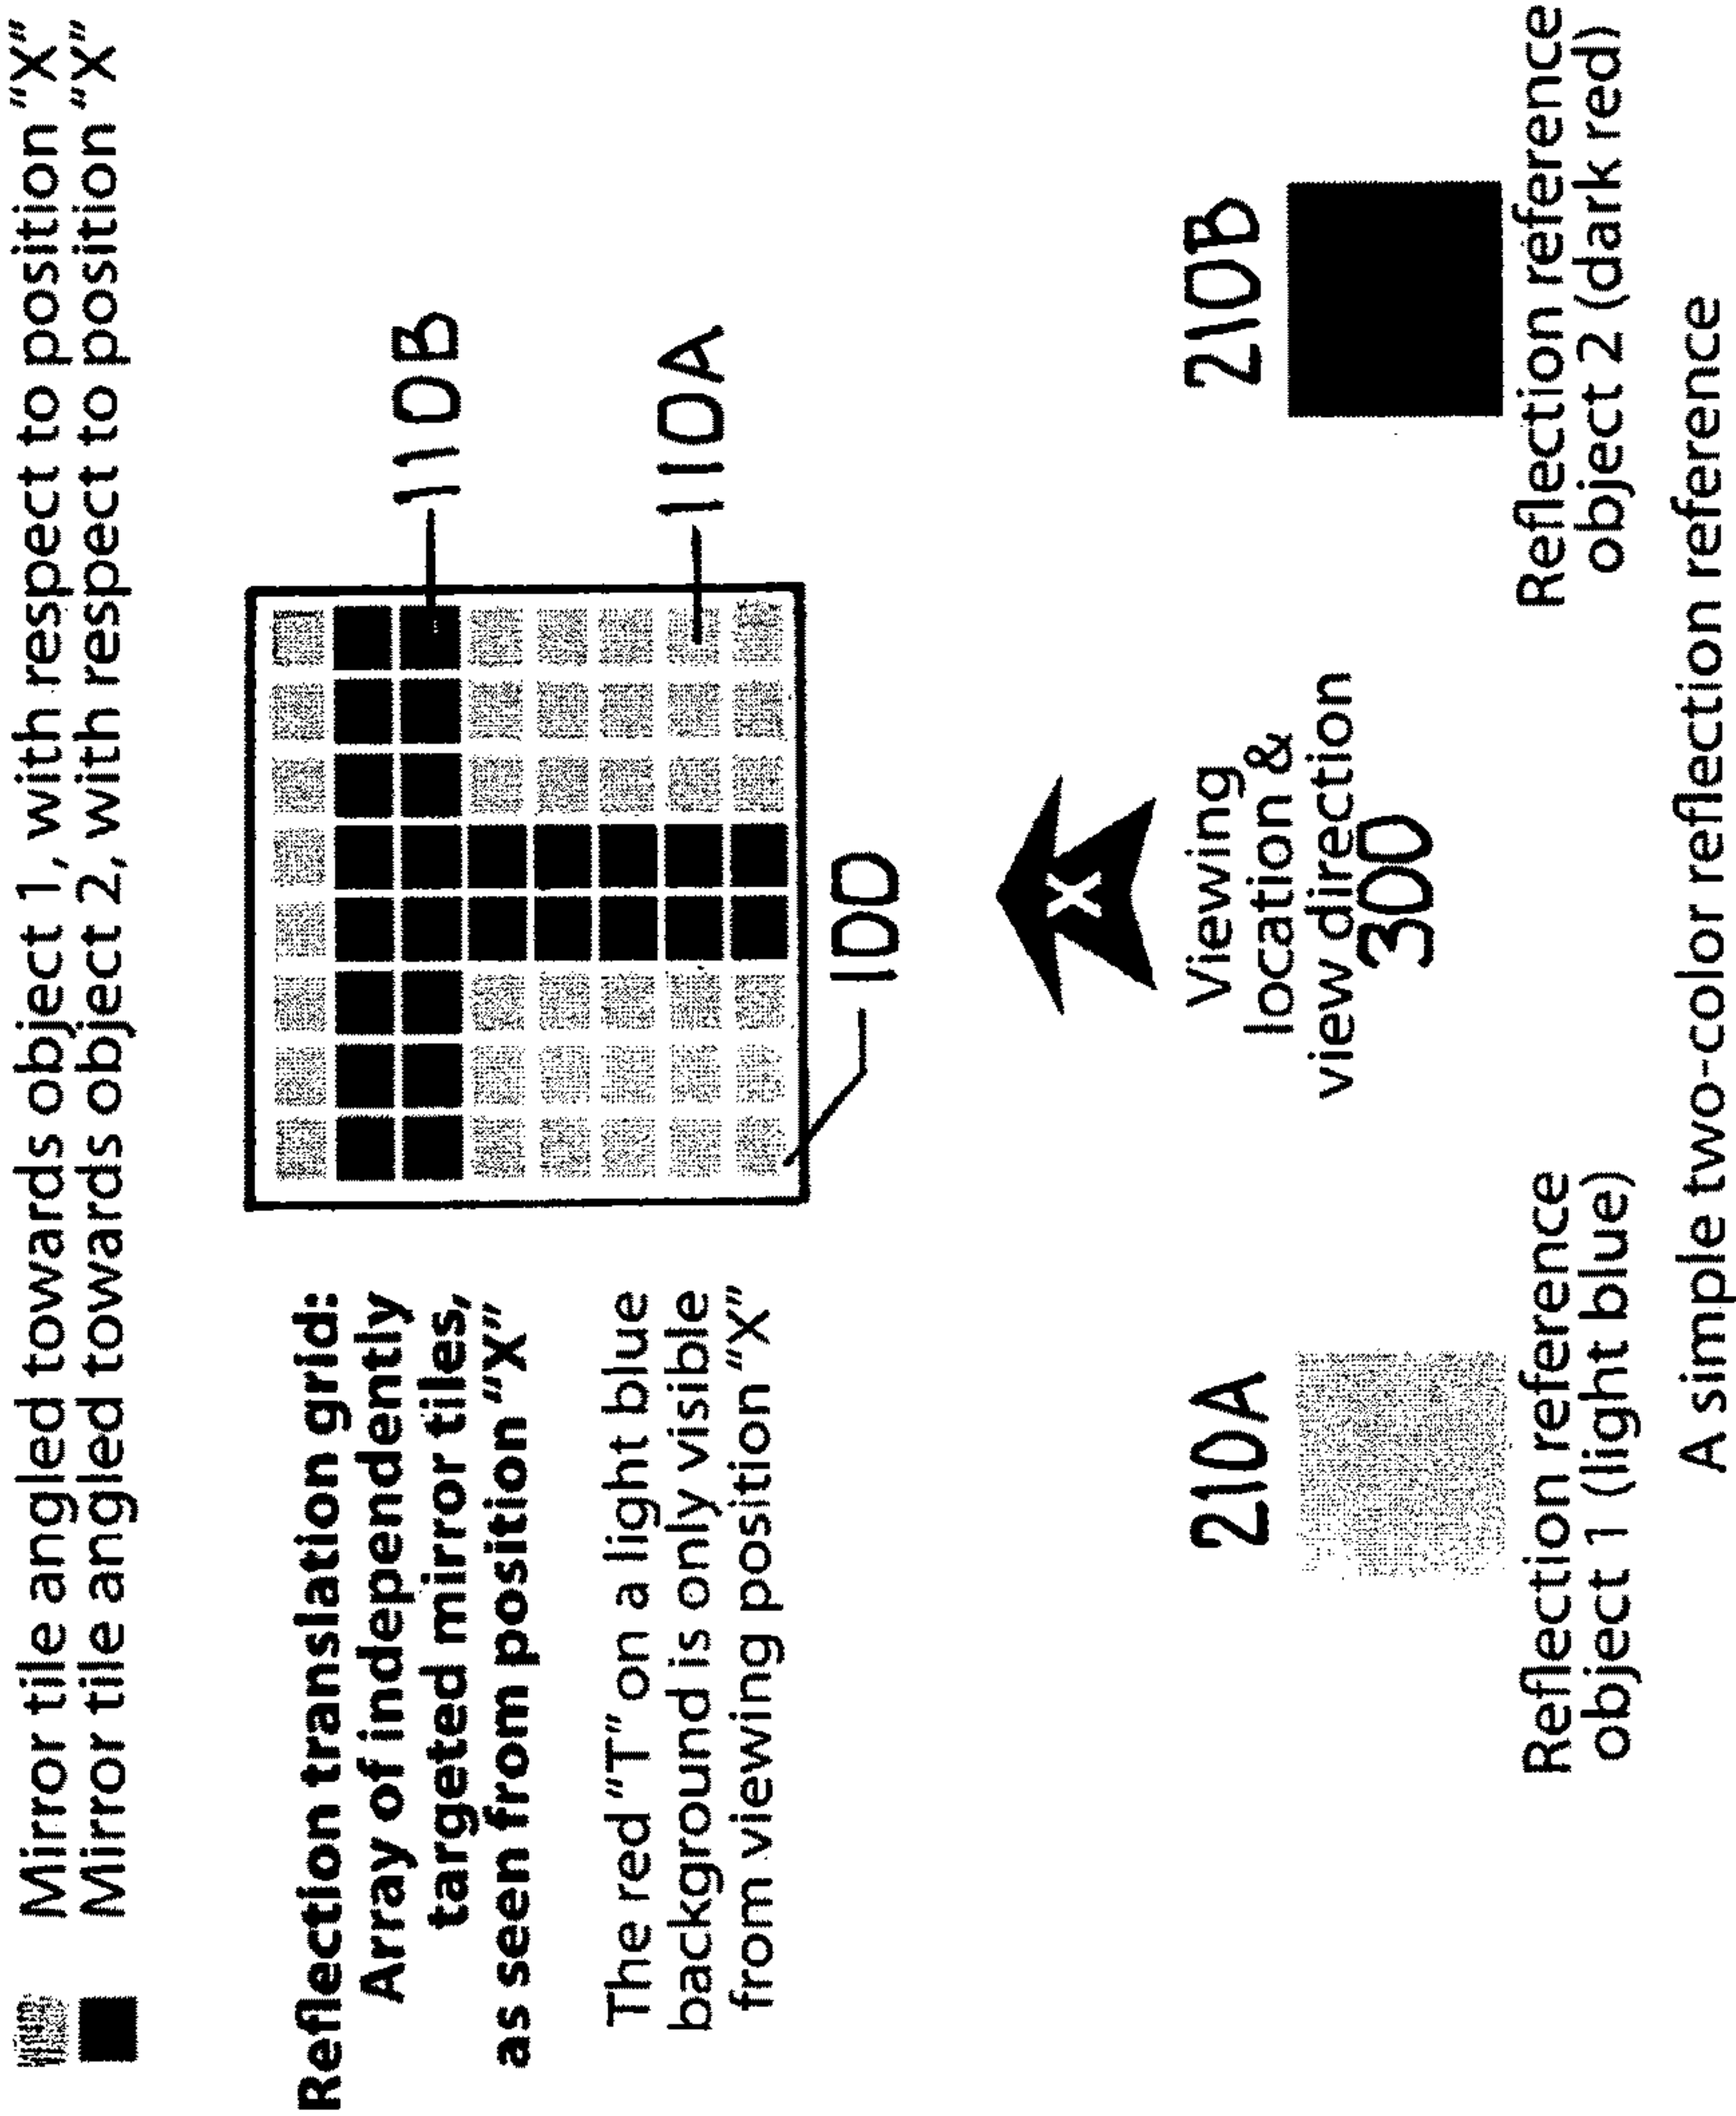 Mirror tile angled towards object 1, with respect to position "X"
Mirror tile angled towards object 2, with respect to position "X"
Reflection translation grid:
Array of independently
targeted mirror tiles,
as seen from position "X"
The red "T" on a light blue
background is only visible
from viewing position "X"
110B
110A
100
X
Viewing
location &
view direction
300
210A
Reflection reference
object 1 (light blue)
210B
Reflection reference
object 2 (dark red)
A simple two-color reflection reference